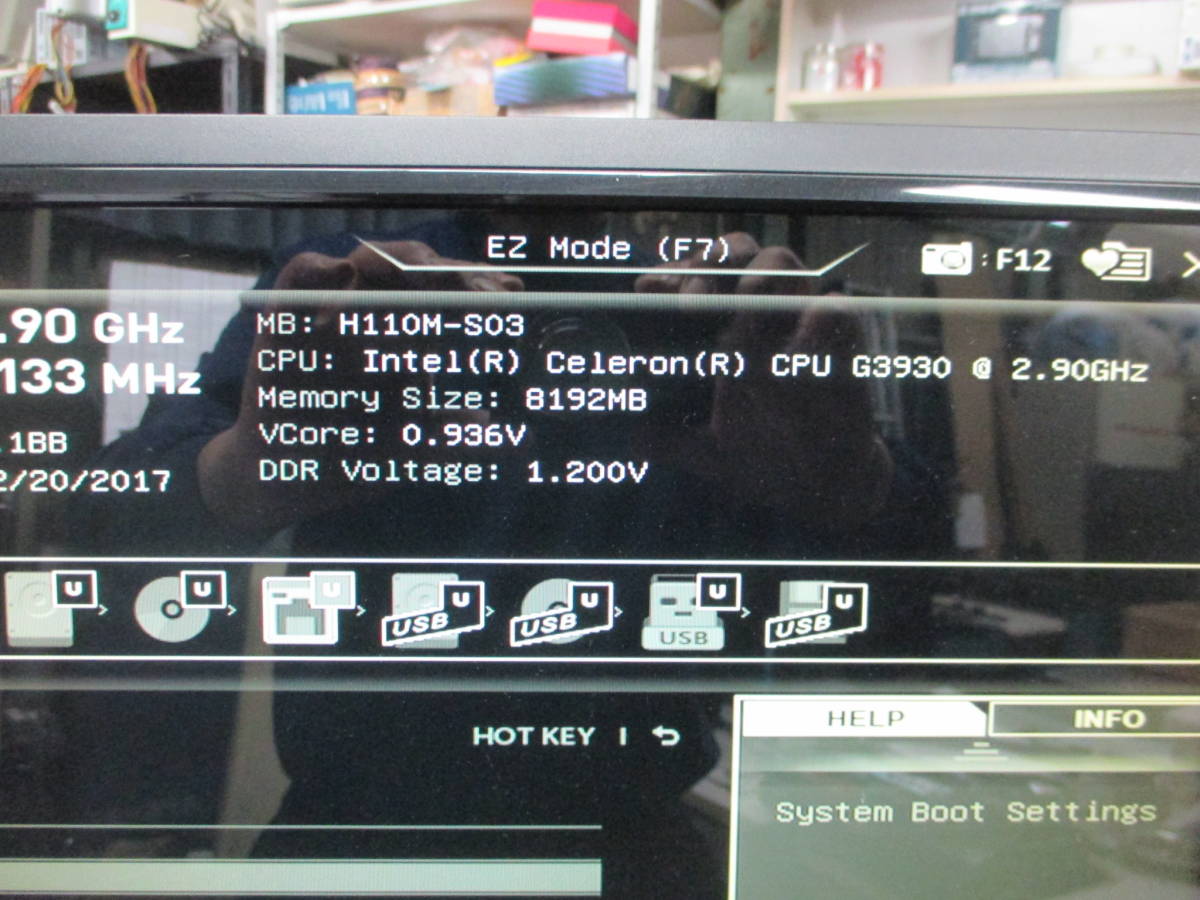 EZ Mode (F7)
: F12
.90 GHz
133 MHz
.1BB
2/20/2017
MB: H110M-S03
CPU: Intel(R) Celeron(R) CPU G3930 @ 2.90GHz
Memory Size: 8192MB
VCore: 0.936V
DDR Voltage: 1.200V
U U U U USB U USB U USB U USB
HOT KEY |
HELP INFO
System Boot Settings